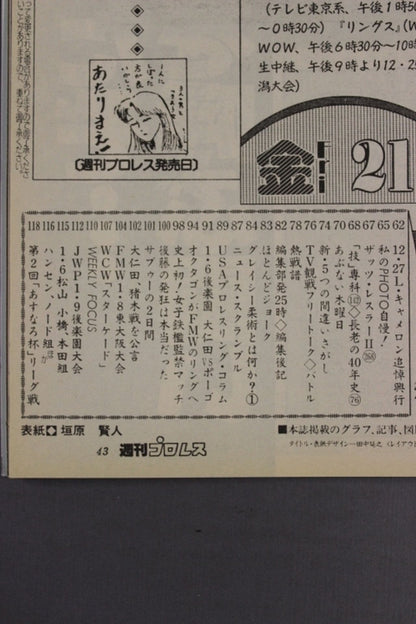 (テレビ東京系、午後1時50
～0時30分)『リングス』(W
OWOW、午後6時30分～10
生中継、午後9時より12・25
潟大会)
あたりまえ!
〔週刊プロレス発売日〕
金
Fri
21
62 12・27L・キャメロン追悼興行
65 私のPHOTO自慢!
67 ザッツ・レスラーⅡ
68 「技」専科 142 ◇長老の40年史 76
70 あぶない木曜日
74 新・5つの間違いさがし
76 TV観戦フリートーク◇バトル
78 熱戦譜
82 編集部発25時◇編集後記
83 ほとんどジョーク
84 グレイシー柔術とは何か? ①
87 ニュース・スクランブル
89 USAプロレスリング・コラム
91 1・6後楽園 大仁田VSポーゴ
94 オクタゴンがFMWのリングへ
98 史上初!女子鉄檻監禁マッチ
100 後藤の発狂は本当だった
101 サブゥーの2日間
102 大仁田 猪木戦を公言
104 FMW1・8東大阪大会
107 WCW「スターケード」
110 WEEKLY FOCUS
112 JWP1・9後楽園大会
115 1・6松山 小橋、本田組
116 ハンセン、ノード組ほか
118 第2回「あすなろ杯」リーグ戦
表紙 垣原 賢人
43 週刊プロレス
■本誌掲載のグラフ、記事、図
タイトル・表紙デザイン―田中是之(レイアウ